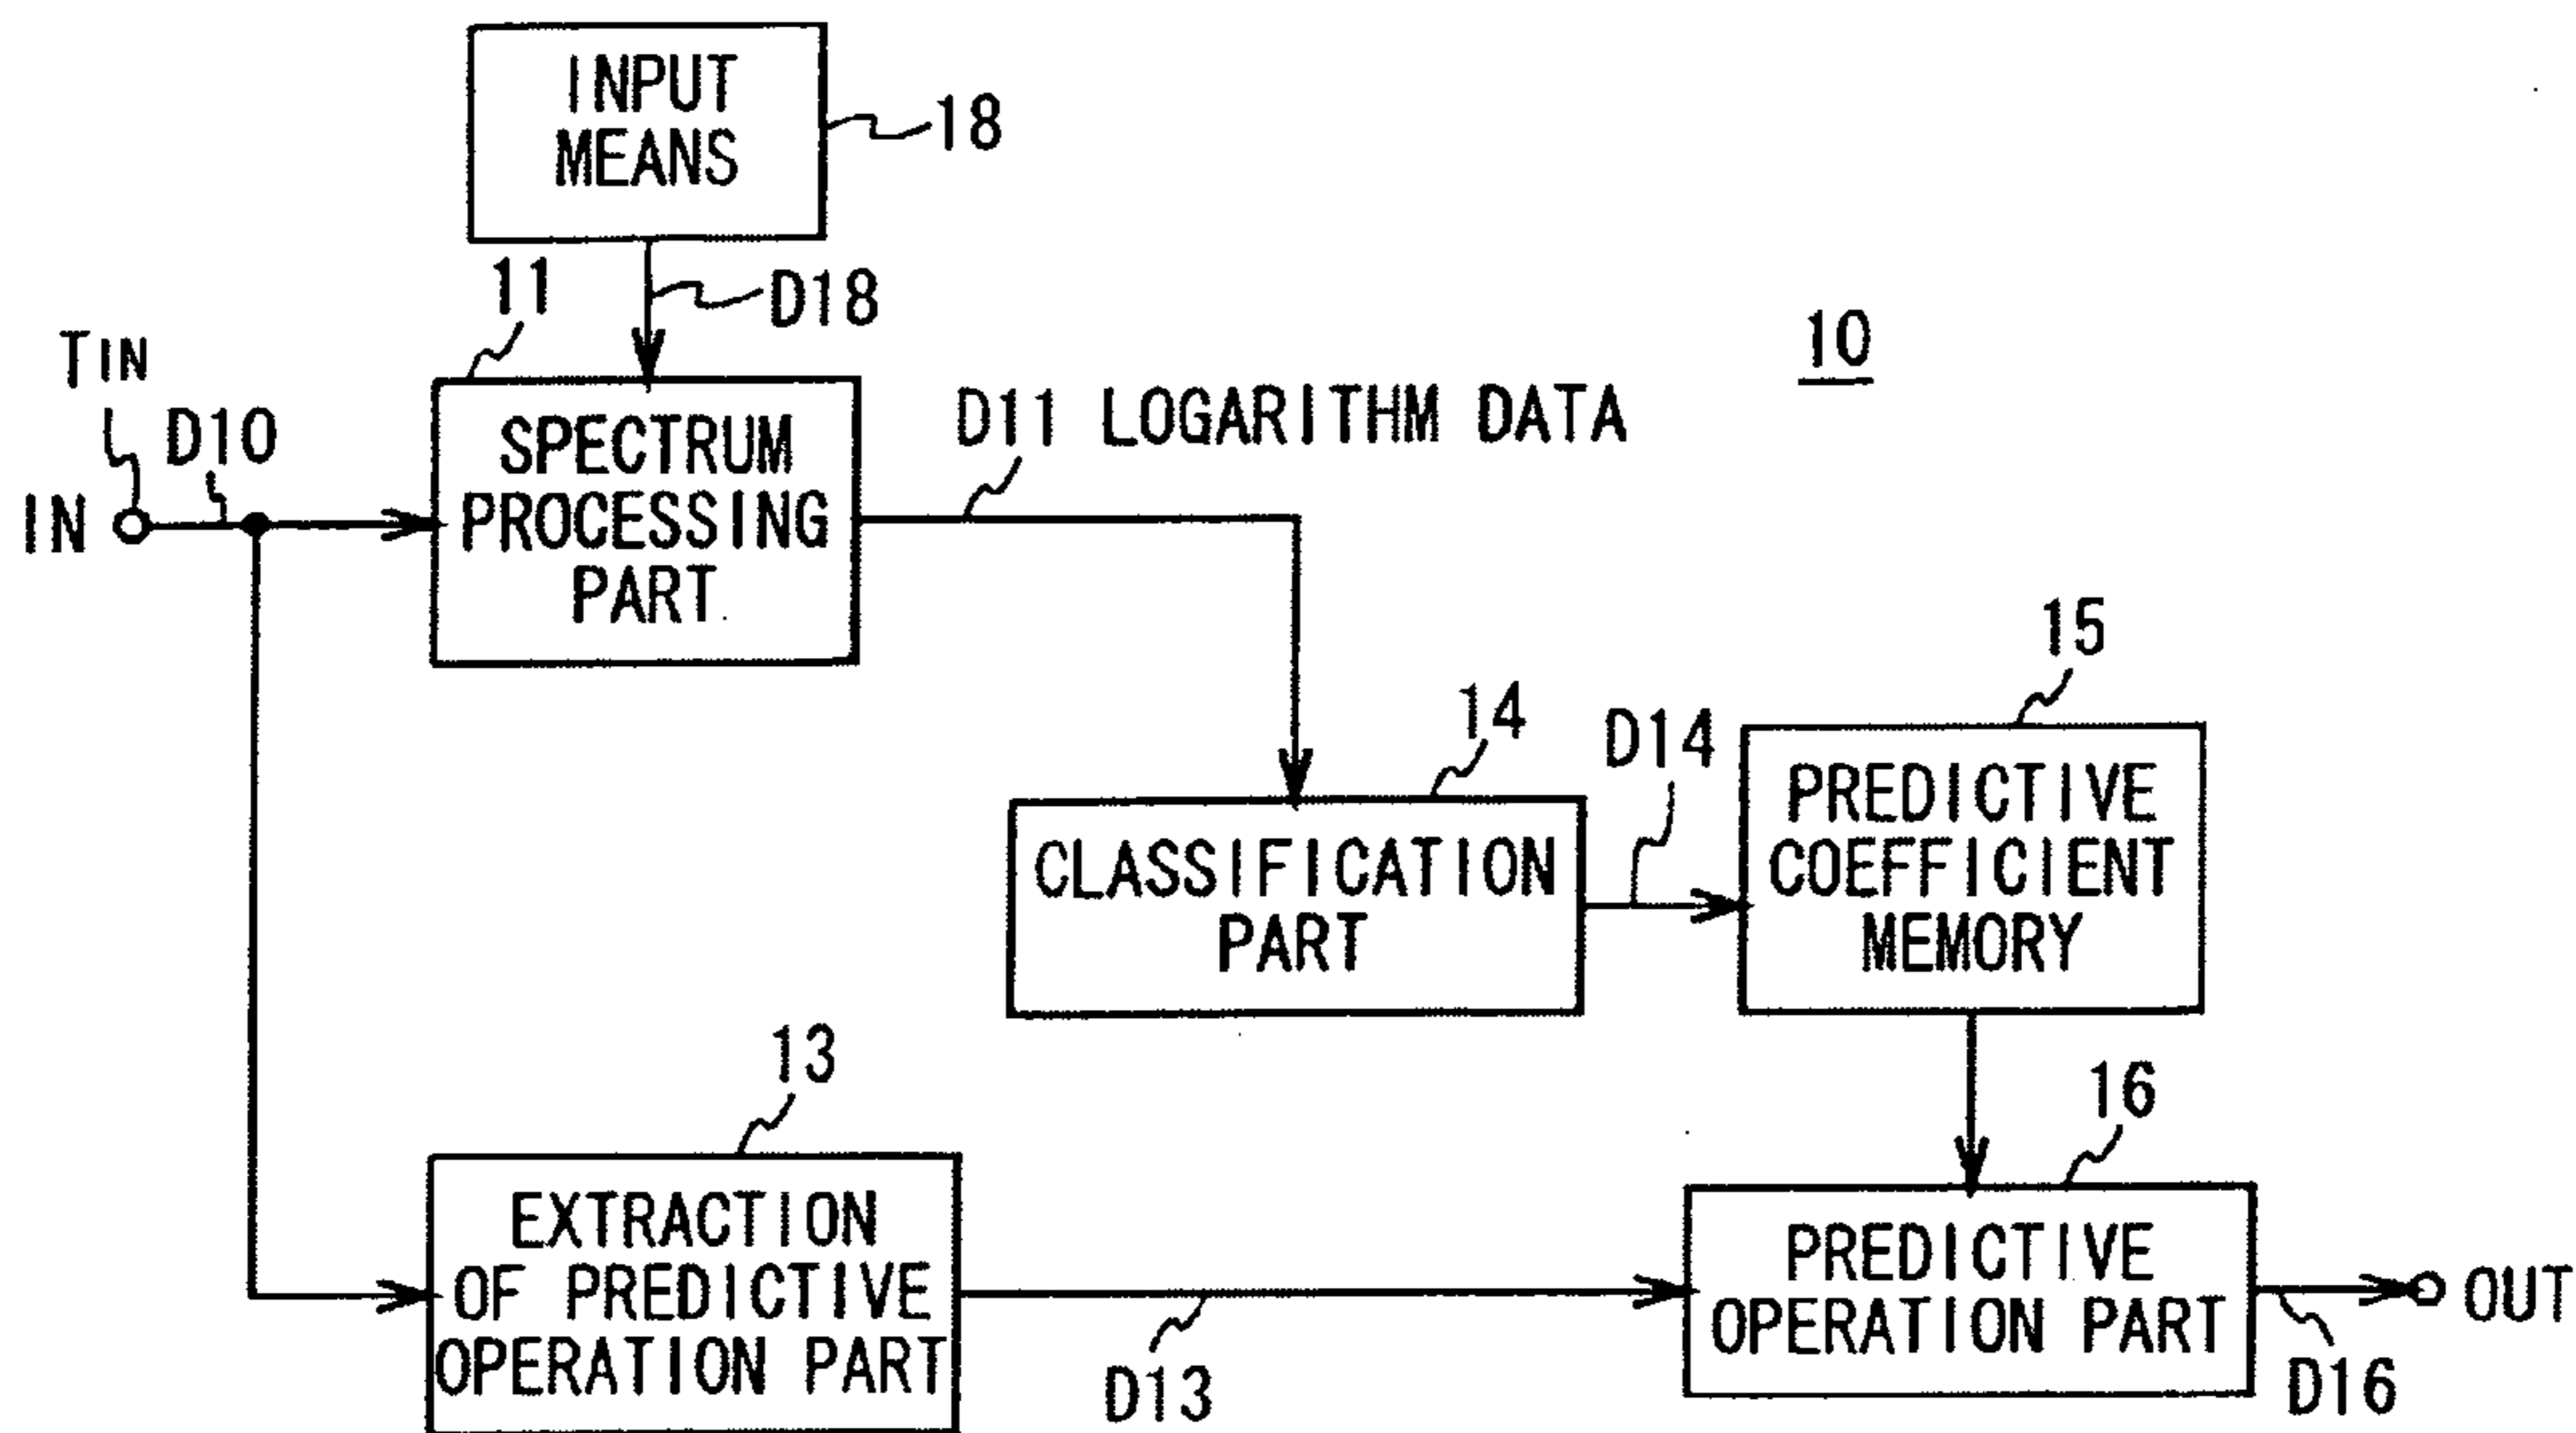 INPUT
MEANS
18
D18
11
TIN
D10
IN
SPECTRUM
PROCESSING
PART
D11 LOGARITHM DATA
10
14
CLASSIFICATION
PART
D14
15
PREDICTIVE
COEFFICIENT
MEMORY
13
EXTRACTION
OF PREDICTIVE
OPERATION PART
D13
16
PREDICTIVE
OPERATION PART
D16
OUT